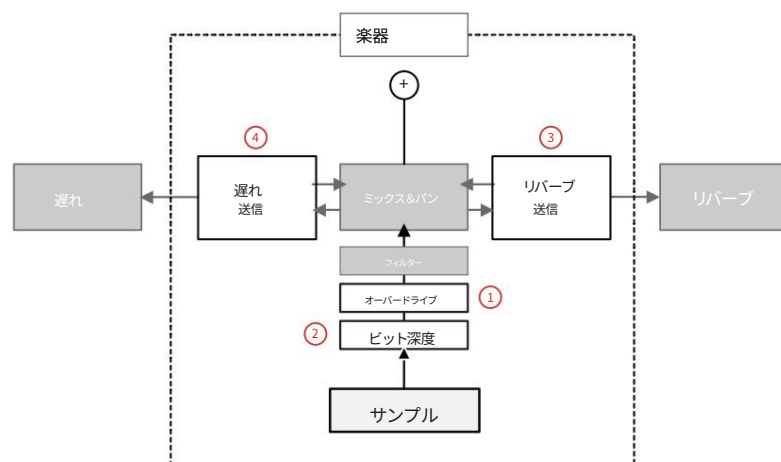 楽器
+
④
③
遅れ
遅れ
送信
ミックス&パン
リバーブ
送信
リバーブ
フィルター
オーバードライブ
①
②
ビット深度
サンプル